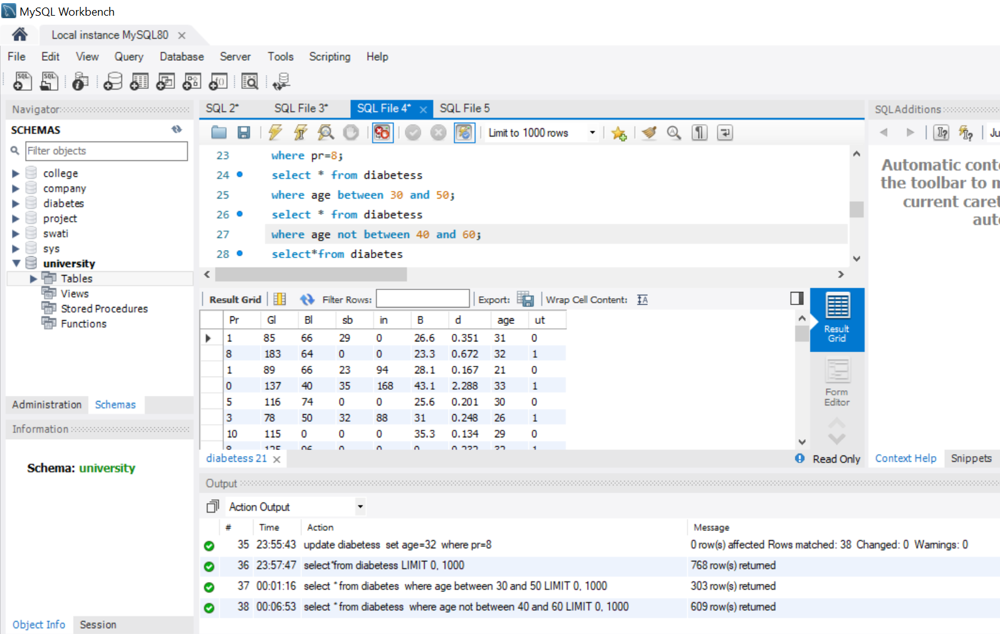 MySQL Workbench
Local instance MySQL80
File Edit View Query Database Server Tools Scripting Help
Navigator
SCHEMAS
Filter objects
college
company
diabetes
project
swati
sys
university
Tables
Views
Stored Procedures
Functions
Administration Schemas
Information
Schema: university
Object Info Session
SQL 2* SQL File 3* SQL File 4* SQL File 5
Limit to 1000 rows
23 where pr=8;
24 select * from diabetess
25 where age between 30 and 50;
26 select * from diabetess
27 where age not between 40 and 60;
28 select*from diabetes
Result Grid Filter Rows: Export: Wrap Cell Content:
Pr Gl Bl sb in B d age ut
1 85 66 29 0 26.6 0.351 31 0
8 183 64 0 0 23.3 0.672 32 1
1 89 66 23 94 28.1 0.167 21 0
0 137 40 35 168 43.1 2.288 33 1
5 116 74 0 0 25.6 0.201 30 0
3 78 50 32 88 31 0.248 26 1
10 115 0 0 0 35.3 0.134 29 0
8 125 96 0 0 0 0.232 32 1
Result
Grid
Form
Editor
diabetess 21
Read Only
SQLAdditions
Automatic
the toolbar to
current
Context Help Snippets
Output
Action Output
# Time Action Message
35 23:55:43 update diabetess set age=32 where pr=8 0 row(s) affected Rows matched: 38 Changed: 0 Warnings: 0
36 23:57:47 select*from diabetess LIMIT 0, 1000 768 row(s) returned
37 00:01:16 select * from diabetes where age between 30 and 50 LIMIT 0, 1000 303 row(s) returned
38 00:06:53 select * from diabetess where age not between 40 and 60 LIMIT 0, 1000 609 row(s) returned